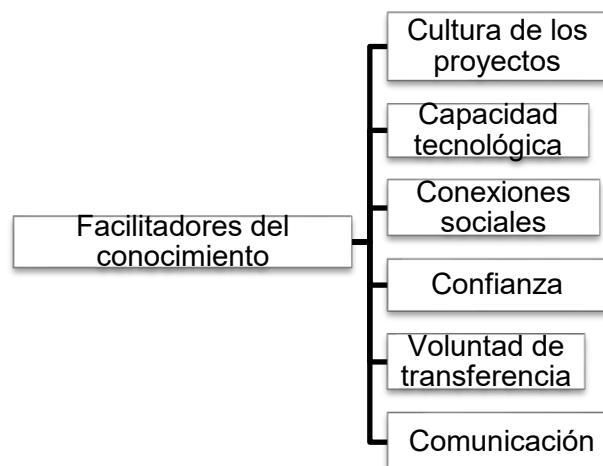 Cultura de los
proyectos
Capacidad
tecnológica
Conexiones
sociales
Facilitadores del
conocimiento
Confianza
Voluntad de
transferencia
Comunicación